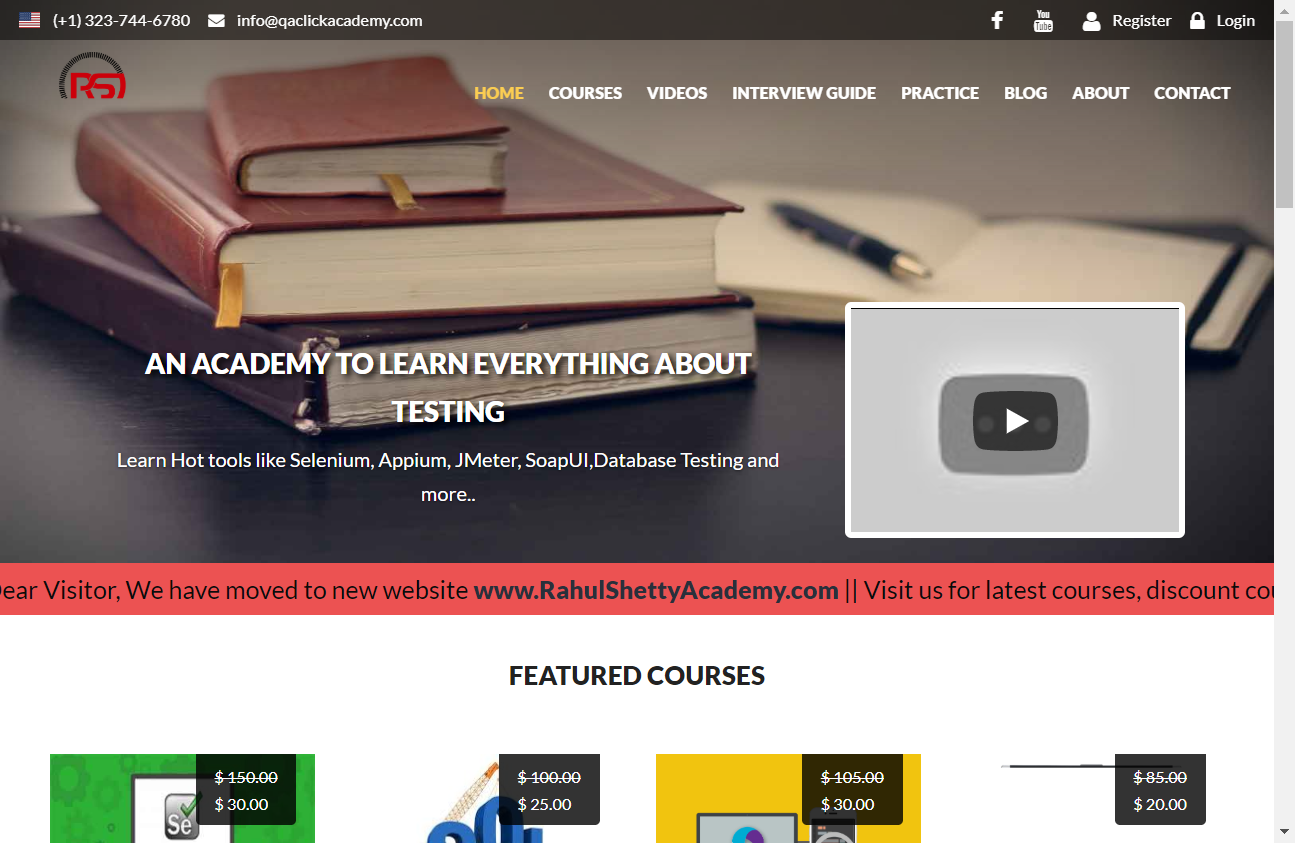 (+1) 323-744-6780 info@qaclickacademy.com You Tube Register Login
RS
HOME COURSES VIDEOS INTERVIEW GUIDE PRACTICE BLOG ABOUT CONTACT
AN ACADEMY TO LEARN EVERYTHING ABOUT
TESTING
Learn Hot tools like Selenium, Appium, JMeter, SoapUI,Database Testing and
more..
ear Visitor, We have moved to new website www.RahulShettyAcademy.com || Visit us for latest courses, discount cou
FEATURED COURSES
$ 150.00 $ 100.00 $ 105.00 $ 85.00
$ 30.00 $ 25.00 $ 30.00 $ 20.00
Se